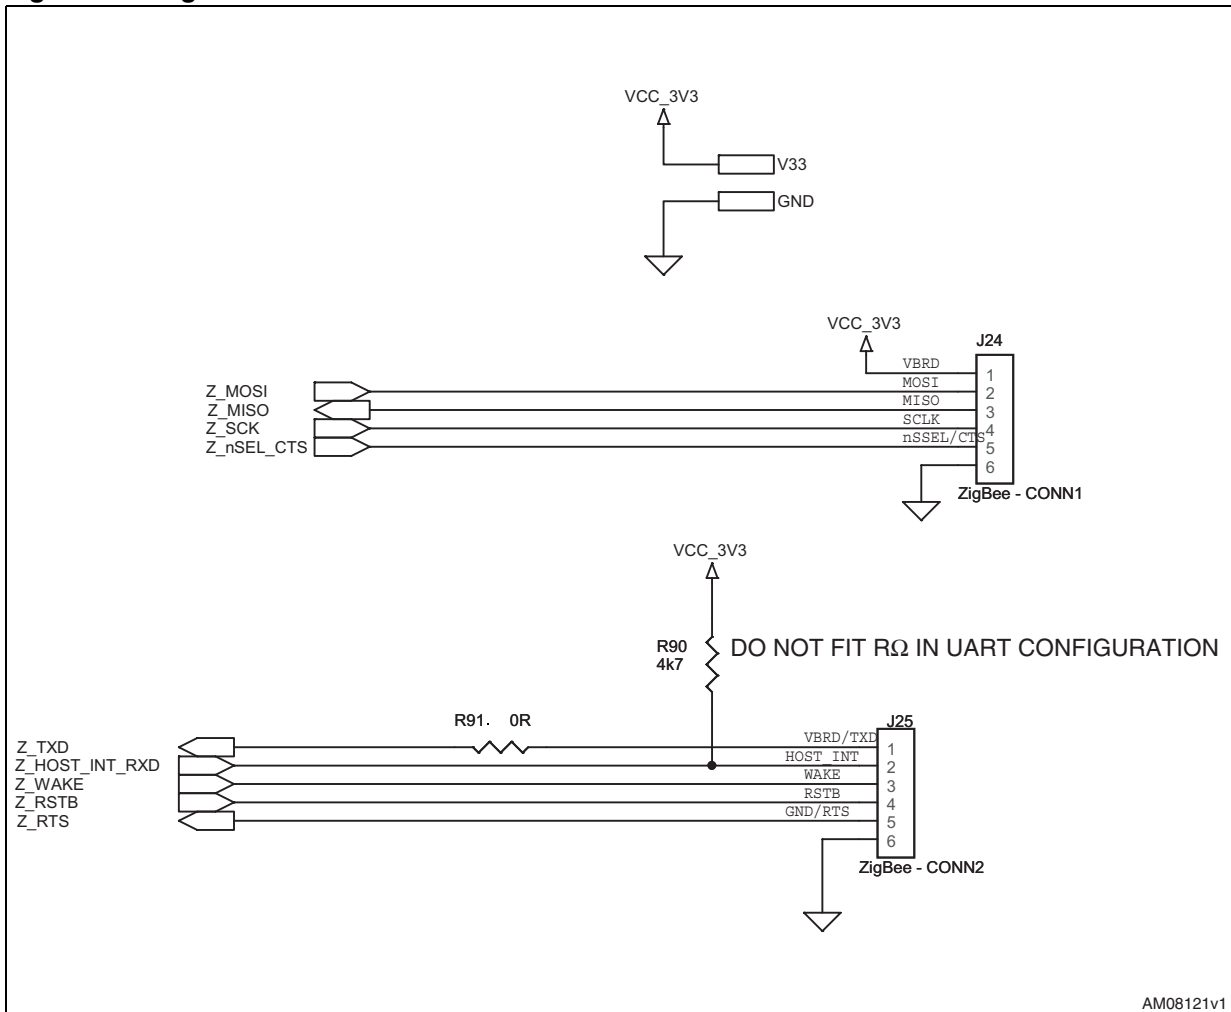 VCC_3V3
V33
GND
VCC_3V3
J24
VBRD
1
Z_MOSI
MOSI
2
Z_MISO
MISO
3
Z_SCK
SCLK
4
Z_nSEL_CTS
nSSEL/CTS
5
6
ZigBee - CONN1
VCC_3V3
R90
4k7
DO NOT FIT RΩ IN UART CONFIGURATION
R91. 0R
J25
Z_TXD
VBRD/TXD
1
Z_HOST_INT_RXD
HOST_INT
2
Z_WAKE
WAKE
3
Z_RSTB
RSTB
4
Z_RTS
GND/RTS
5
6
ZigBee - CONN2
AM08121v1